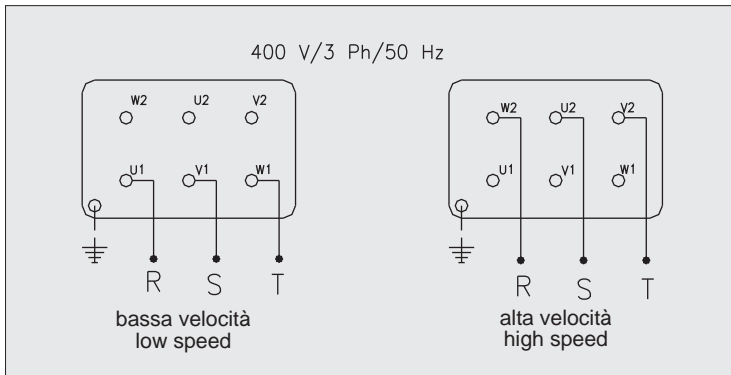 400 V/3 Ph/50 Hz
W2 U2 V2
U1 V1 W1
R S T
bassa velocità
low speed
W2 U2 V2
U1 V1 W1
R S T
alta velocità
high speed